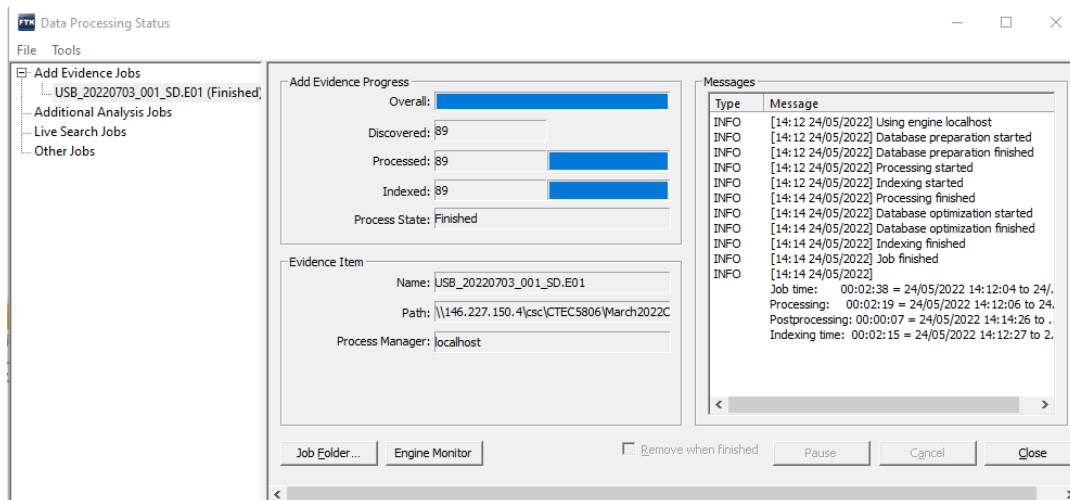 FTK Data Processing Status
File Tools
Add Evidence Jobs
USB_20220703_001_SD.E01 (Finished)
Additional Analysis Jobs
Live Search Jobs
Other Jobs
Add Evidence Progress
Overall:
Discovered: 89
Processed: 89
Indexed: 89
Process State: Finished
Evidence Item
Name: USB_20220703_001_SD.E01
Path: \\146.227.150.4\csc\CTEC5806\March2022C
Process Manager: localhost
Messages
Type Message
INFO [14:12 24/05/2022] Using engine localhost
INFO [14:12 24/05/2022] Database preparation started
INFO [14:12 24/05/2022] Database preparation finished
INFO [14:12 24/05/2022] Processing started
INFO [14:12 24/05/2022] Indexing started
INFO [14:14 24/05/2022] Processing finished
INFO [14:14 24/05/2022] Database optimization started
INFO [14:14 24/05/2022] Database optimization finished
INFO [14:14 24/05/2022] Indexing finished
INFO [14:14 24/05/2022] Job finished
INFO [14:14 24/05/2022]
Job time: 00:02:38 = 24/05/2022 14:12:04 to 24/.
Processing: 00:02:19 = 24/05/2022 14:12:06 to 24.
Postprocessing: 00:00:07 = 24/05/2022 14:14:26 to ..
Indexing time: 00:02:15 = 24/05/2022 14:12:27 to 2.
Job Folder... Engine Monitor Remove when finished Pause Cancel Close